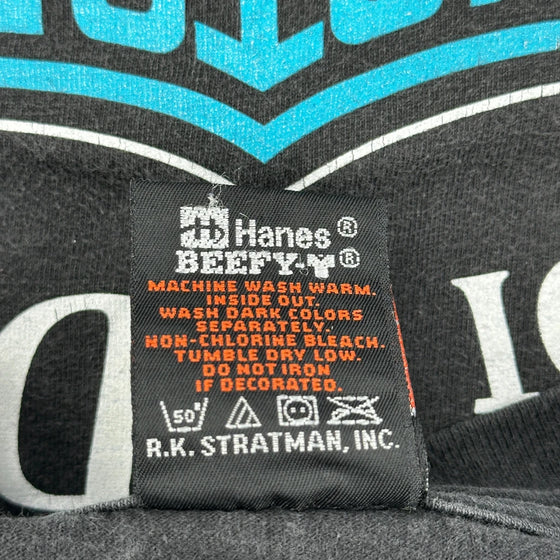 Hanes®
BEEFY-T®
MACHINE WASH WARM.
INSIDE OUT.
WASH DARK COLORS
SEPARATELY.
NON-CHLORINE BLEACH.
TUMBLE DRY LOW.
DO NOT IRON
IF DECORATED.
50°
R.K. STRATMAN, INC.